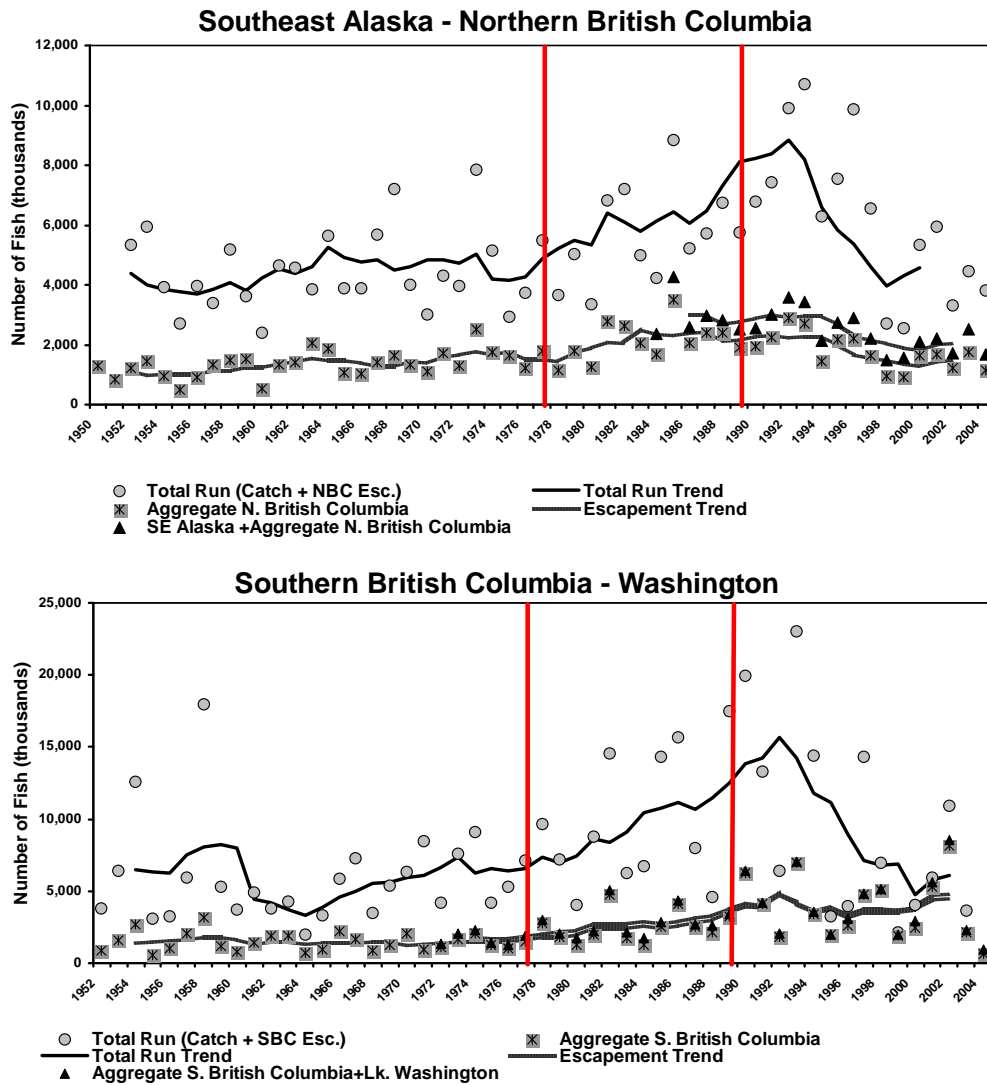 Southeast Alaska - Northern British Columbia
Number of Fish (thousands)
12,000
10,000
8,000
6,000
4,000
2,000
0
1950 1952 1954 1956 1958 1960 1962 1964 1966 1968 1970 1972 1974 1976 1978 1980 1982 1984 1986 1988 1990 1992 1994 1996 1998 2000 2002 2004
Total Run (Catch + NBC Esc.) Total Run Trend
Aggregate N. British Columbia Escapement Trend
SE Alaska +Aggregate N. British Columbia
Southern British Columbia - Washington
Number of Fish (thousands)
25,000
20,000
15,000
10,000
5,000
0
1952 1954 1956 1958 1960 1962 1964 1966 1968 1970 1972 1974 1976 1978 1980 1982 1984 1986 1988 1990 1992 1994 1996 1998 2000 2002 2004
Total Run (Catch + SBC Esc.) Aggregate S. British Columbia
Total Run Trend Escapement Trend
Aggregate S. British Columbia+Lk. Washington